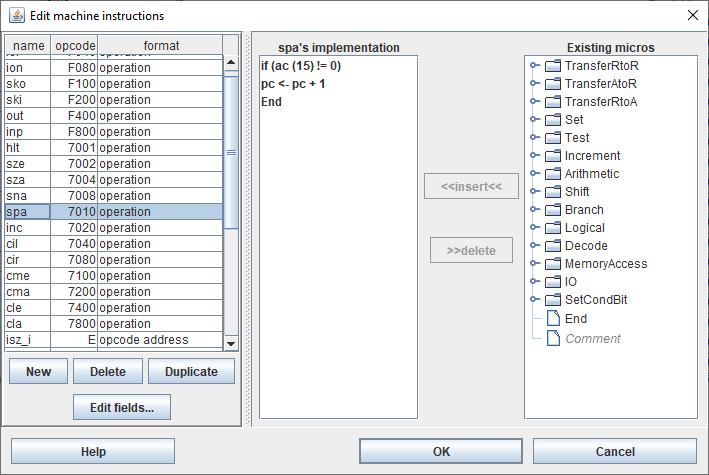 Edit machine instructions
name opcode format
ion F080 operation
sko F100 operation
ski F200 operation
out F400 operation
inp F800 operation
hlt 7001 operation
sze 7002 operation
sza 7004 operation
sna 7008 operation
spa 7010 operation
inc 7020 operation
cil 7040 operation
cir 7080 operation
cme 7100 operation
cma 7200 operation
cle 7400 operation
cla 7800 operation
isz_i E opcode address
New Delete Duplicate
Edit fields...
spa's implementation
if (ac (15) != 0)
pc <- pc + 1
End
<<insert<<
>>delete
Existing micros
TransferRtoR
TransferAtoR
TransferRtoA
Set
Test
Increment
Arithmetic
Shift
Branch
Logical
Decode
MemoryAccess
IO
SetCondBit
End
Comment
Help OK Cancel